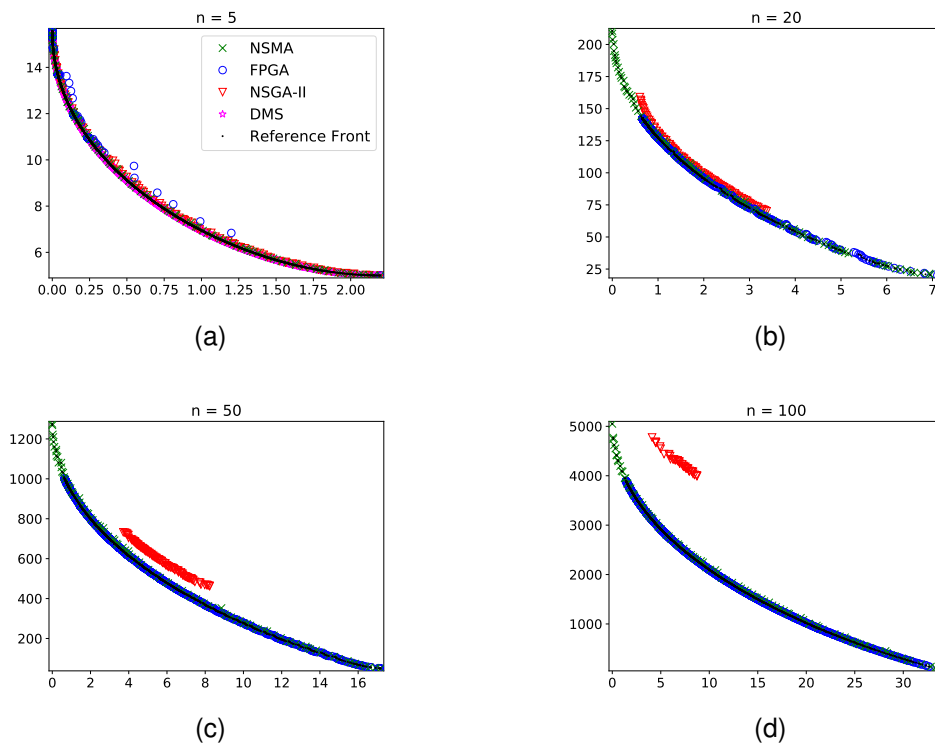 n = 5
14
12
10
8
6
0.00 0.25 0.50 0.75 1.00 1.25 1.50 1.75 2.00
NSMA
FPGA
NSGA-II
DMS
Reference Front
(a)
n = 20
200
175
150
125
100
75
50
25
0 1 2 3 4 5 6 7
(b)
n = 50
1200
1000
800
600
400
200
0 2 4 6 8 10 12 14 16
(c)
n = 100
5000
4000
3000
2000
1000
0 5 10 15 20 25 30
(d)